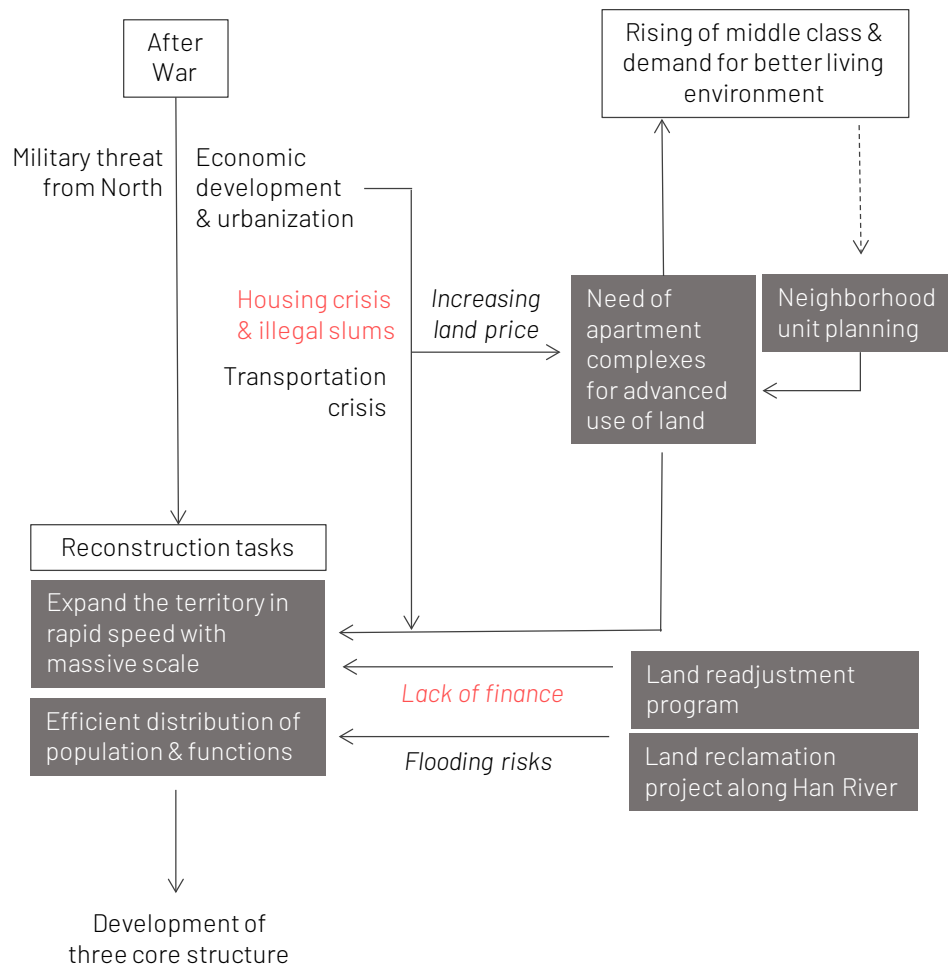 After
War
Rising of middle class &
demand for better living
environment
Military threat
from North
Economic
development
& urbanization
Housing crisis
& illegal slums
Transportation
crisis
Increasing
land price
Need of
apartment
complexes
for advanced
use of land
Neighborhood
unit planning
Reconstruction tasks
Expand the territory in
rapid speed with
massive scale
Efficient distribution of
population & functions
Lack of finance
Flooding risks
Land readjustment
program
Land reclamation
project along Han River
Development of
three core structure